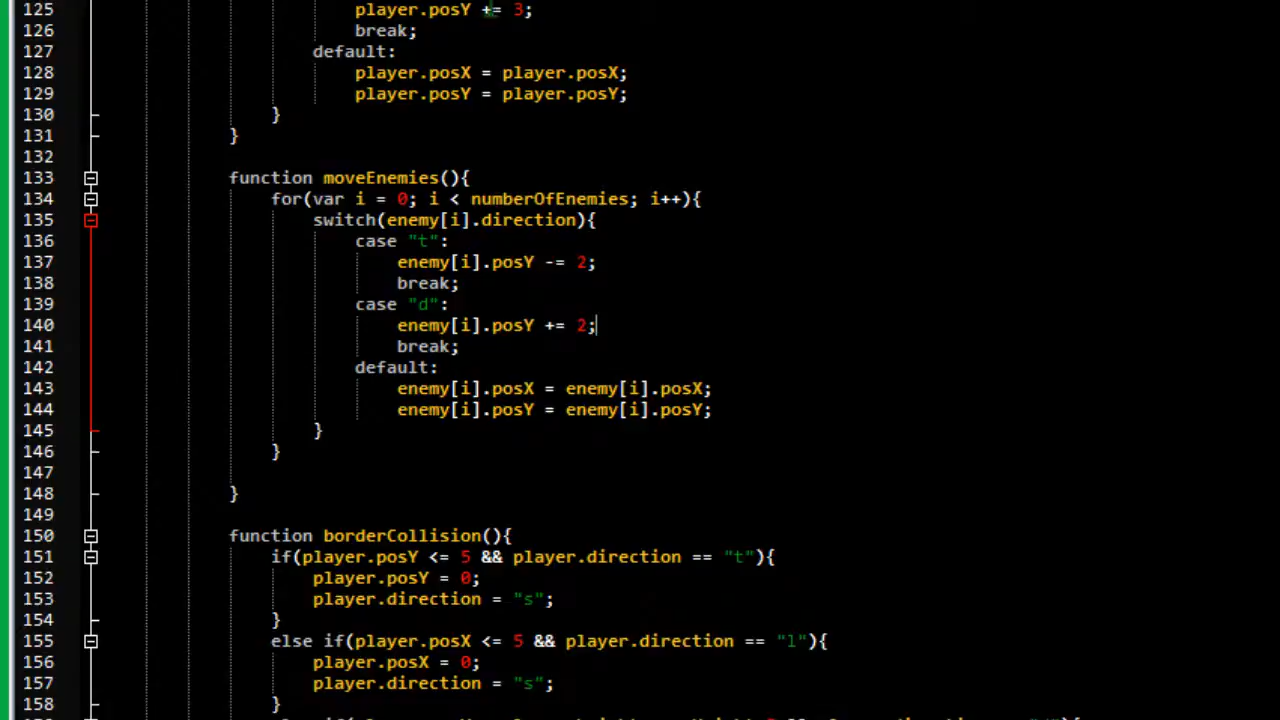 125 player.posY += 3;
126 break;
127 default:
128 player.posX = player.posX;
129 player.posY = player.posY;
130 }
131 }
132
133 function moveEnemies(){
134 for(var i = 0; i < numberOfEnemies; i++){
135 switch(enemy[i].direction){
136 case "t":
137 enemy[i].posY -= 2;
138 break;
139 case "d":
140 enemy[i].posY += 2;
141 break;
142 default:
143 enemy[i].posX = enemy[i].posX;
144 enemy[i].posY = enemy[i].posY;
145 }
146 }
147
148 }
149
150 function borderCollision(){
151 if(player.posY <= 5 && player.direction == "t"){
152 player.posY = 0;
153 player.direction = "s";
154 }
155 else if(player.posX <= 5 && player.direction == "l"){
156 player.posX = 0;
157 player.direction = "s";
158 }